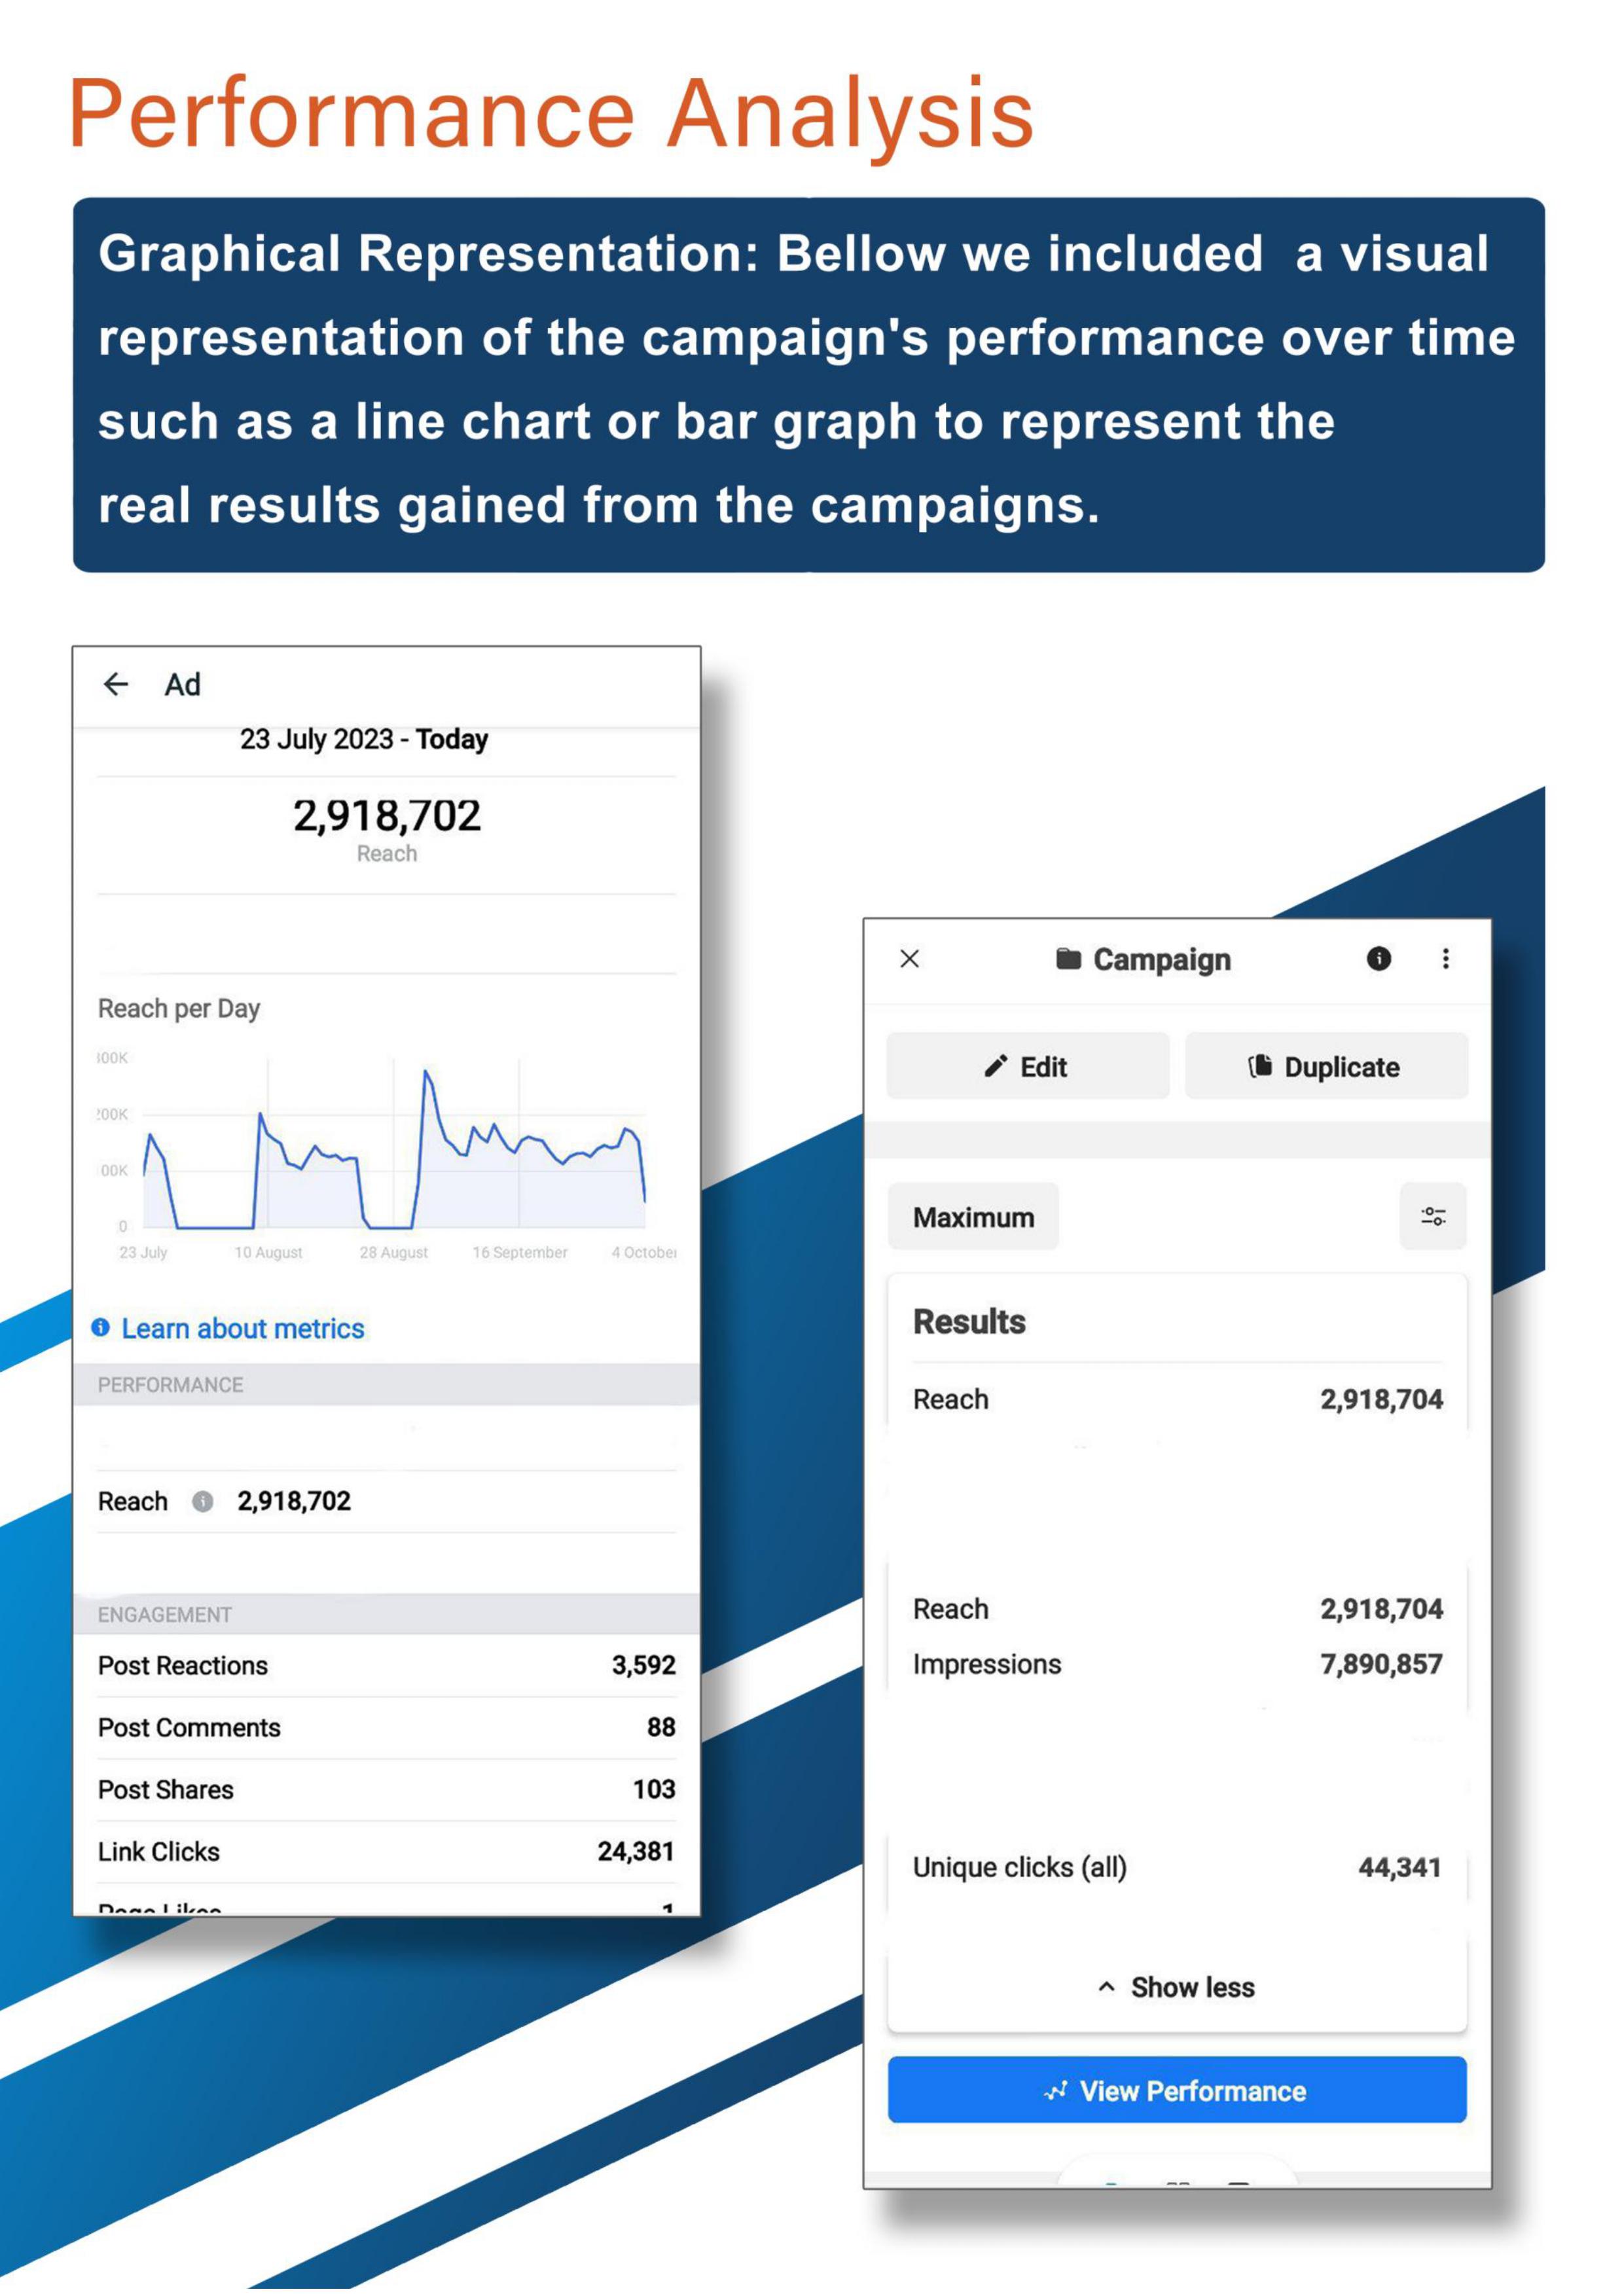 Performance Analysis
Graphical Representation: Bellow we included a visual
representation of the campaign's performance over time
such as a line chart or bar graph to represent the
real results gained from the campaigns.
Ad
23 July 2023 - Today
2,918,702
Reach
Reach per Day
00K
00K
00K
0
23 July 10 August 28 August 16 September 4 October
Learn about metrics
PERFORMANCE
Reach 2,918,702
ENGAGEMENT
Post Reactions 3,592
Post Comments 88
Post Shares 103
Link Clicks 24,381
Page Likes 1
Campaign
Edit Duplicate
Maximum
Results
Reach 2,918,704
Reach 2,918,704
Impressions 7,890,857
Unique clicks (all) 44,341
Show less
View Performance